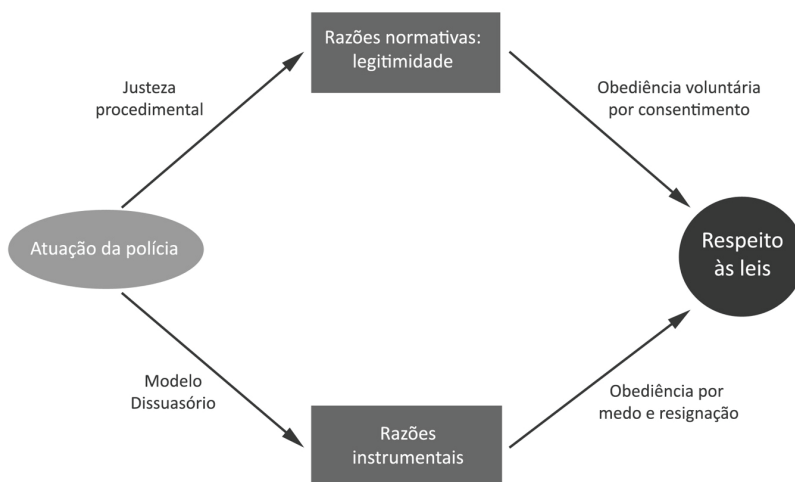 Razões normativas:
legitimidade
Justeza
procedimental
Obediência voluntária
por consentimento
Atuação da polícia
Respeito
às leis
Modelo
Dissuasório
Obediência por
medo e resignação
Razões
instrumentais